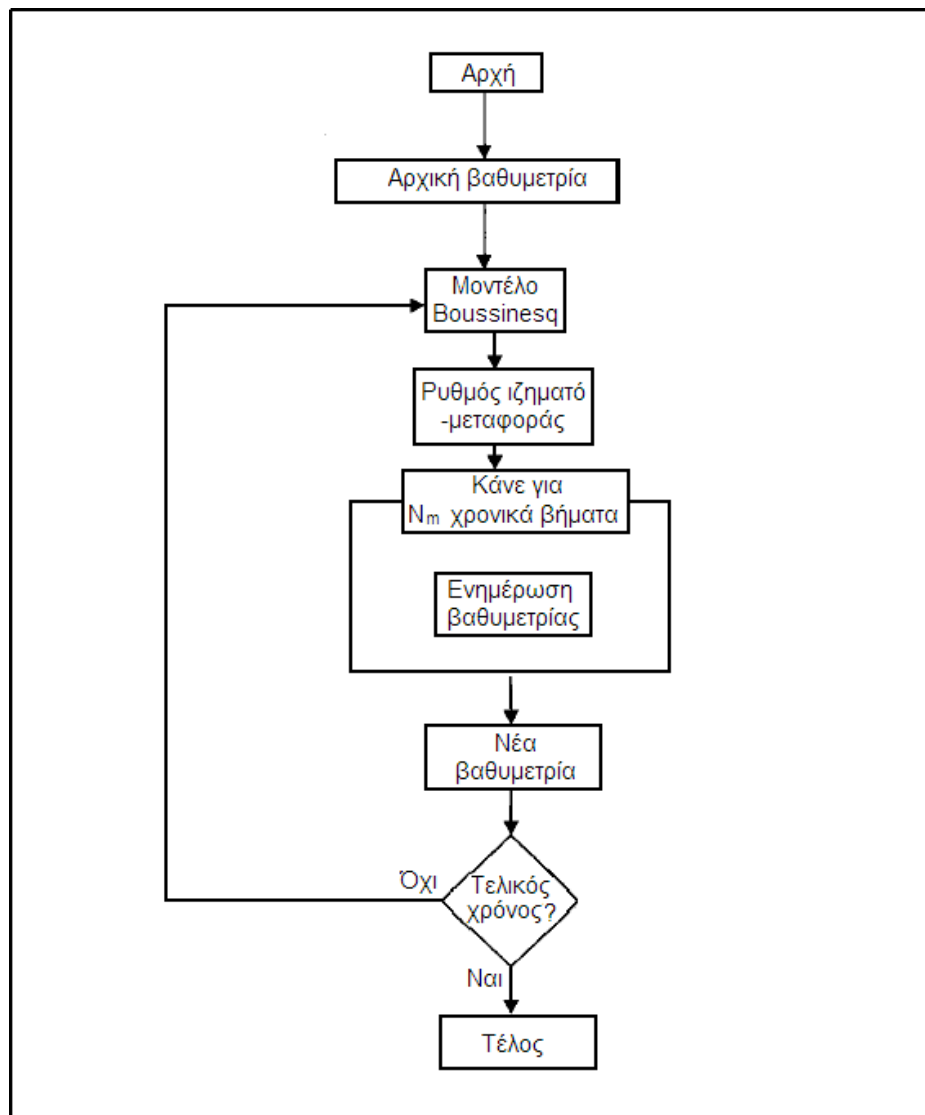 Αρχή
Αρχική βαθυμετρία
Μοντέλο
Boussinesq
Ρυθμός ιζηματό
-μεταφοράς
Κάνε για
Nm χρονικά βήματα
Ενημέρωση
βαθυμετρίας
Νέα
βαθυμετρία
Όχι
Τελικός
χρόνος?
Ναι
Τέλος